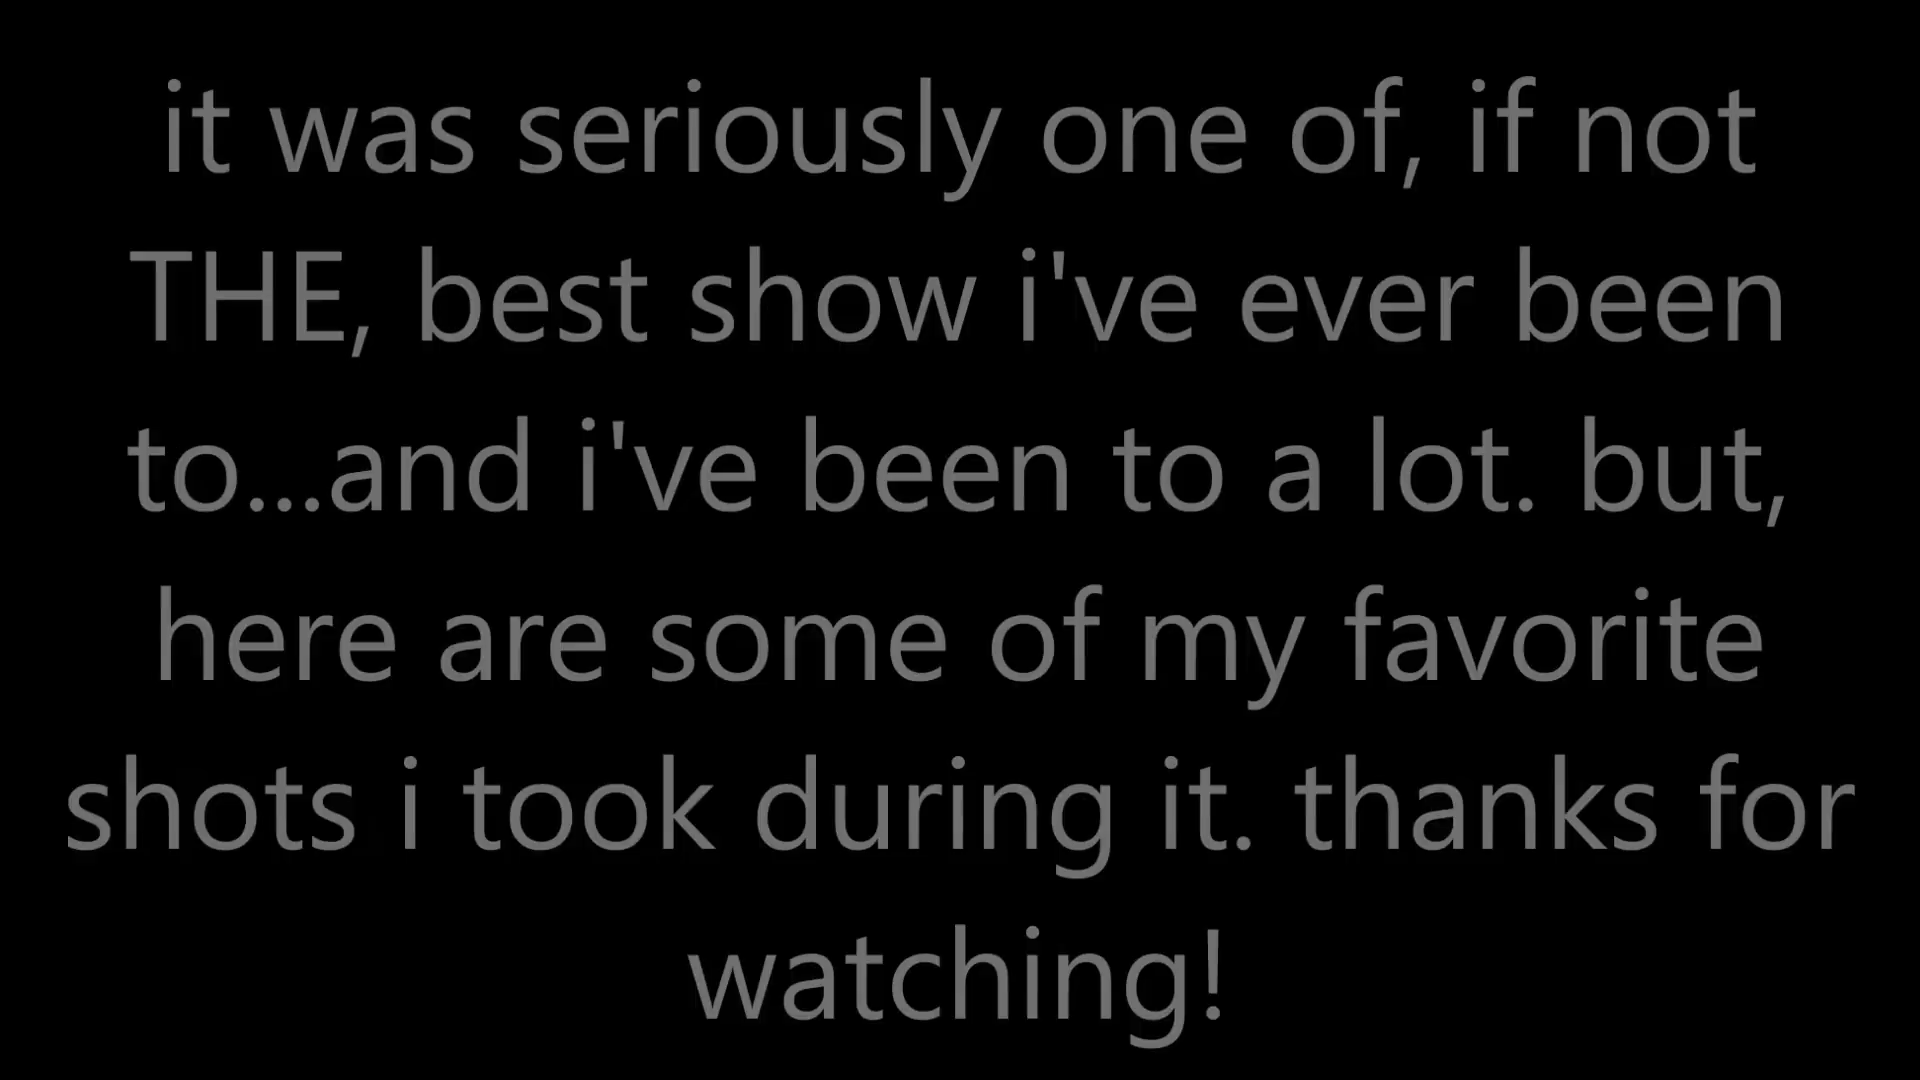 it was seriously one of, if not
THE, best show i've ever been
to...and i've been to a lot. but,
here are some of my favorite
shots i took during it. thanks for
watching!